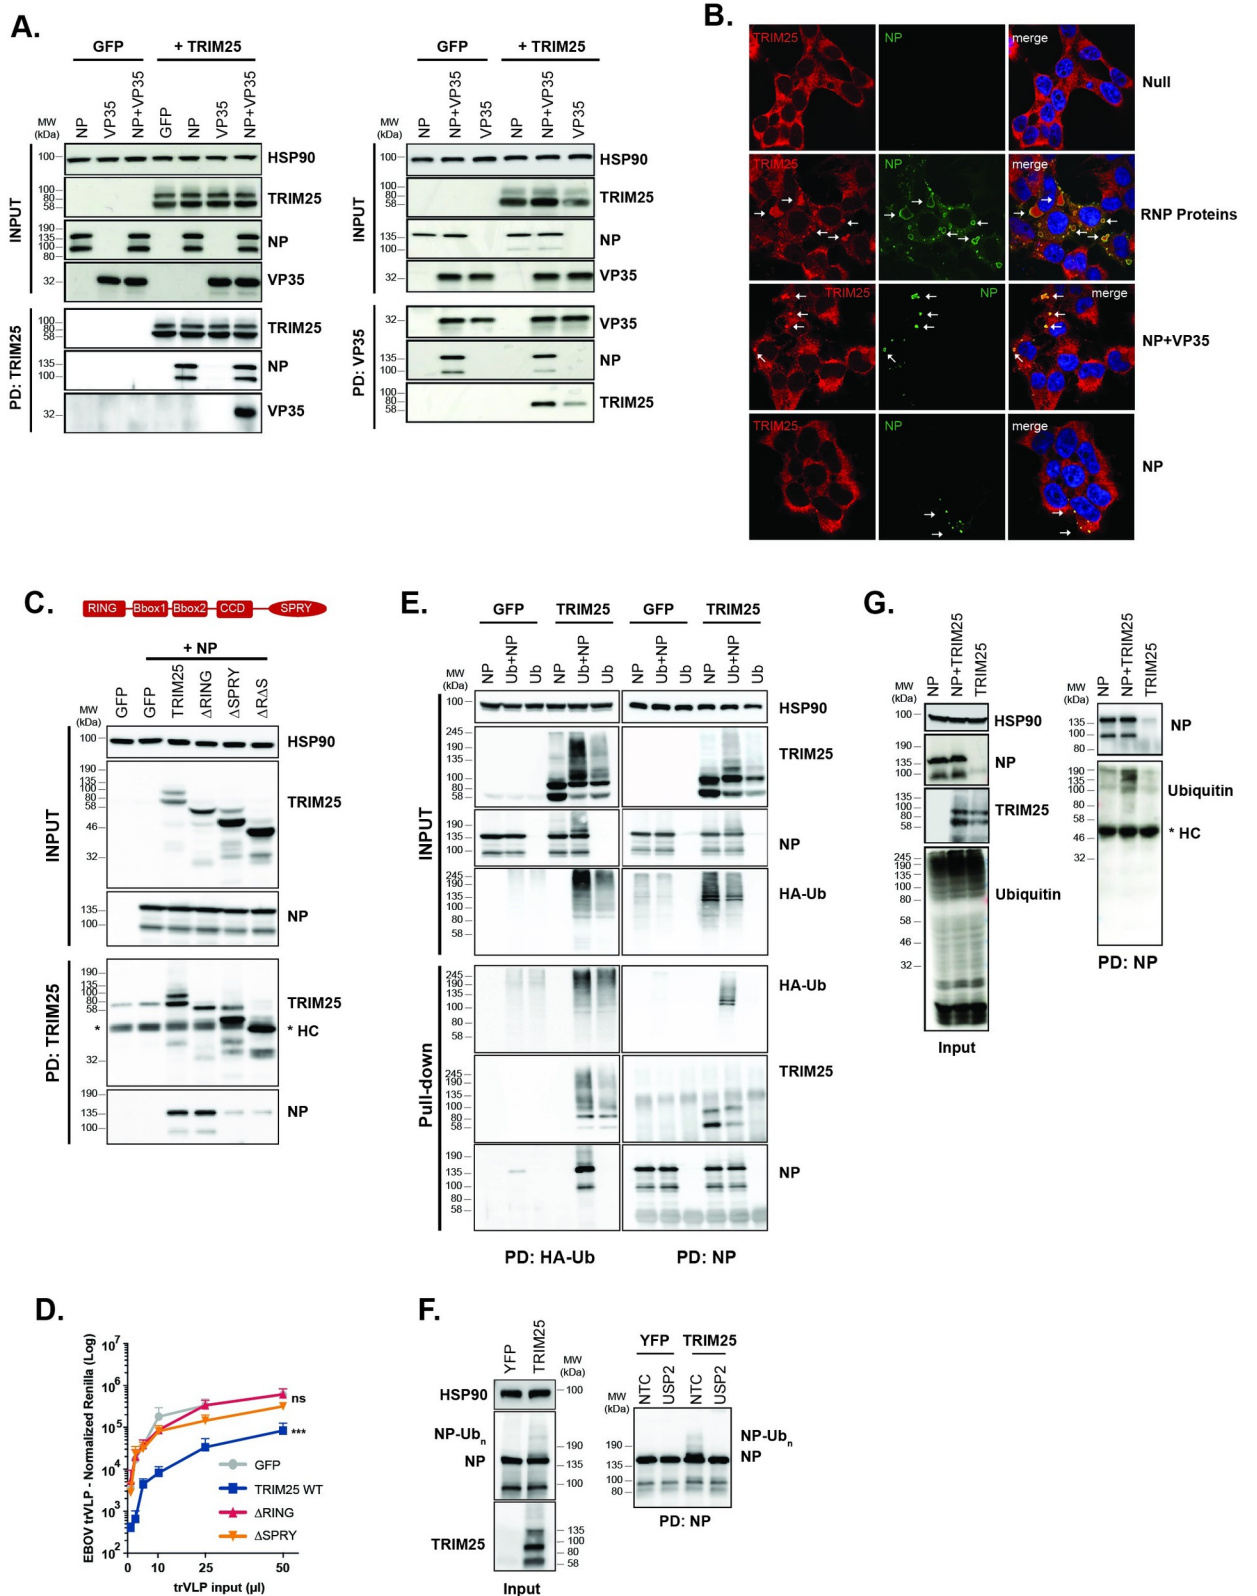 A.
GFP
+ TRIM25
MW
(kDa)
NP
VP35
NP+VP35
GFP
NP
VP35
NP+VP35
INPUT
100
HSP90
100
80
58
TRIM25
190
135
100
80
NP
32
VP35
PD: TRIM25
100
80
58
TRIM25
135
100
NP
32
VP35
GFP
+ TRIM25
MW
(kDa)
NP
NP+VP35
VP35
NP
NP+VP35
VP35
INPUT
100
HSP90
100
80
58
TRIM25
135
100
NP
32
VP35
PD: VP35
32
VP35
135
100
NP
100
80
58
TRIM25
B.
TRIM25
NP
merge
Null
TRIM25
NP
merge
RNP Proteins
TRIM25
NP
merge
NP+VP35
TRIM25
NP
merge
NP
C.
RING
Bbox1
Bbox2
CCD
SPRY
+ NP
MW
(kDa)
GFP
GFP
TRIM25
ΔRING
ΔSPRY
ΔRΔS
INPUT
100
HSP90
190
135
100
80
58
46
32
TRIM25
135
100
NP
PD: TRIM25
190
135
100
80
58
*
32
TRIM25
* HC
190
135
100
NP
D.
EBOV trVLP - Normalized Renilla (Log)
10^7
10^6
10^5
10^4
10^3
10^2
0
10
25
50
trVLP input (µl)
ns
***
GFP
TRIM25 WT
ΔRING
ΔSPRY
E.
GFP
TRIM25
GFP
TRIM25
MW
(kDa)
NP
Ub+NP
Ub
NP
Ub+NP
Ub
NP
Ub+NP
Ub
NP
Ub+NP
Ub
INPUT
100
HSP90
245
190
135
100
80
58
TRIM25
190
135
100
80
NP
245
190
135
100
80
58
HA-Ub
Pull-down
245
190
135
100
80
58
HA-Ub
245
190
135
100
80
58
TRIM25
190
135
100
80
58
NP
PD: HA-Ub
PD: NP
F.
YFP
TRIM25
MW
(kDa)
HSP90
100
NP-Ubn
NP
190
135
100
TRIM25
135
100
80
58
Input
YFP
TRIM25
NTC
USP2
NTC
USP2
MW
(kDa)
190
135
100
80
NP-Ubn
NP
PD: NP
G.
MW
(kDa)
NP
NP+TRIM25
TRIM25
100
HSP90
190
135
100
NP
135
100
80
58
TRIM25
245
190
135
100
80
58
46
32
Ubiquitin
Input
MW
(kDa)
NP
NP+TRIM25
TRIM25
135
100
80
NP
190
135
100
80
58
46
32
Ubiquitin
* HC
PD: NP